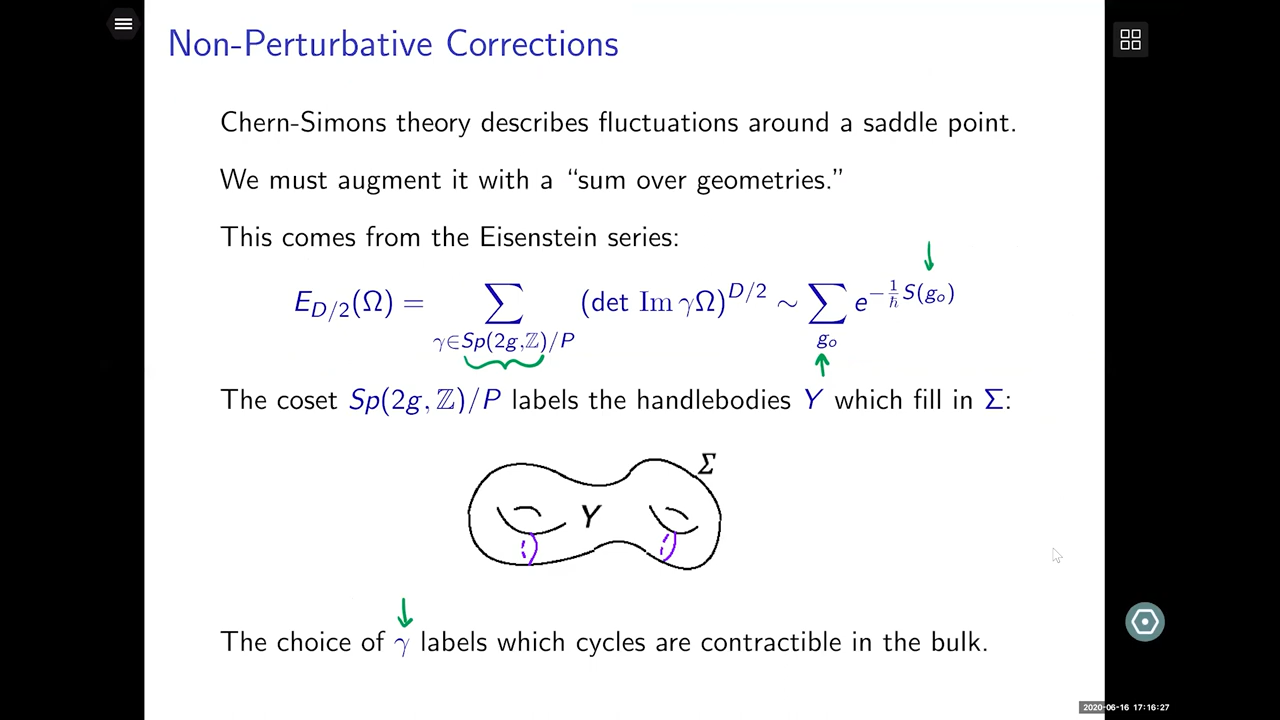 Non-Perturbative Corrections
Chern-Simons theory describes fluctuations around a saddle point.
We must augment it with a “sum over geometries.”
This comes from the Eisenstein series:
E_{D/2}(Ω) = ∑_{γ∈Sp(2g,ℤ)/P} (det Im γΩ)^{D/2} ∼ ∑_{g₀} e^{-\frac{1}{ℏ}S(g₀)}
The coset Sp(2g, ℤ)/P labels the handlebodies Y which fill in Σ:
Σ
Y
The choice of γ labels which cycles are contractible in the bulk.
2020-06-16 17:16:27